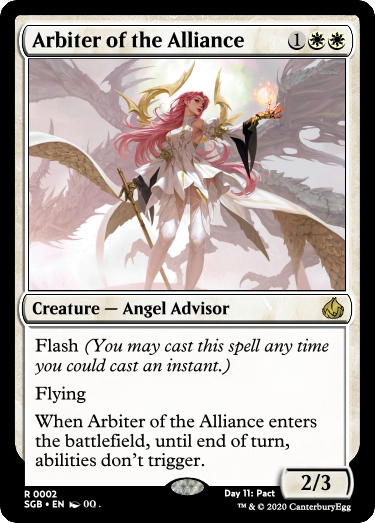 Arbiter of the Alliance 1
Creature — Angel Advisor
Flash (You may cast this spell any time
you could cast an instant.)
Flying
When Arbiter of the Alliance enters
the battlefield, until end of turn,
abilities don't trigger.
2/3
R 0002
SGB • EN
Day 11: Pact
™ & © 2020 CanterburyEgg